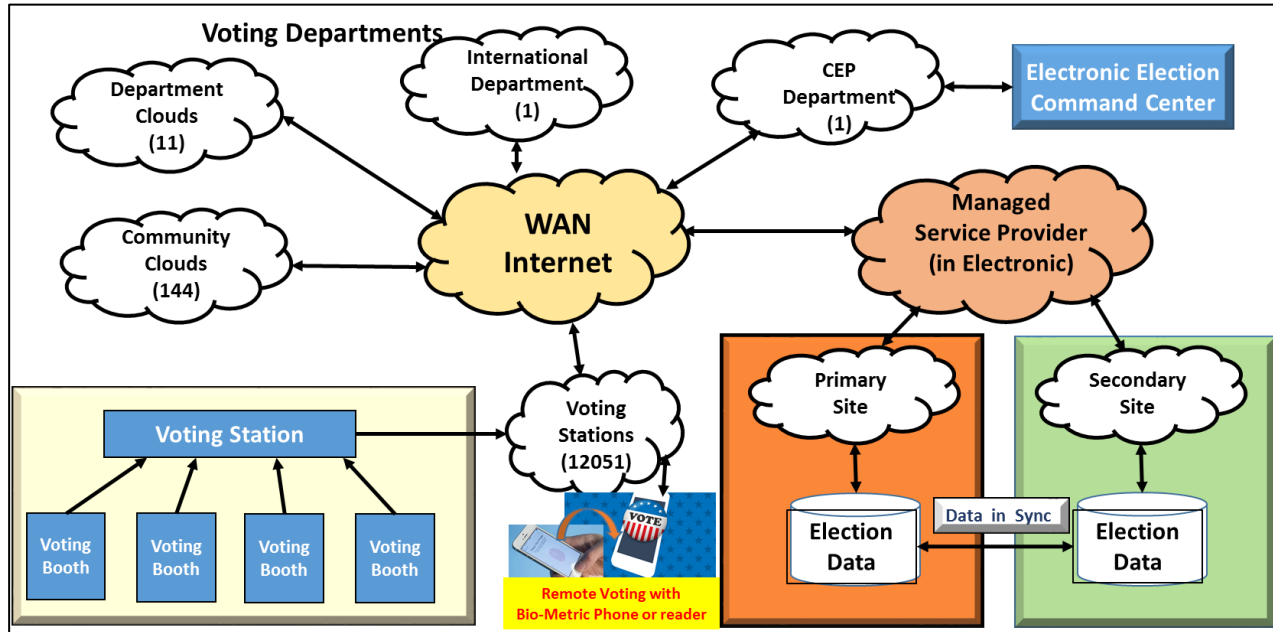 Voting Departments
Department
Clouds
(11)
International
Department
(1)
CEP
Department
(1)
Electronic Election
Command Center
Community
Clouds
(144)
WAN
Internet
Managed
Service Provider
(in Electronic)
Voting Station
Voting
Booth
Voting
Booth
Voting
Booth
Voting
Booth
Voting
Stations
(12051)
VOTE
Remote Voting with
Bio-Metric Phone or reader
Primary
Site
Secondary
Site
Election
Data
Data in Sync
Election
Data